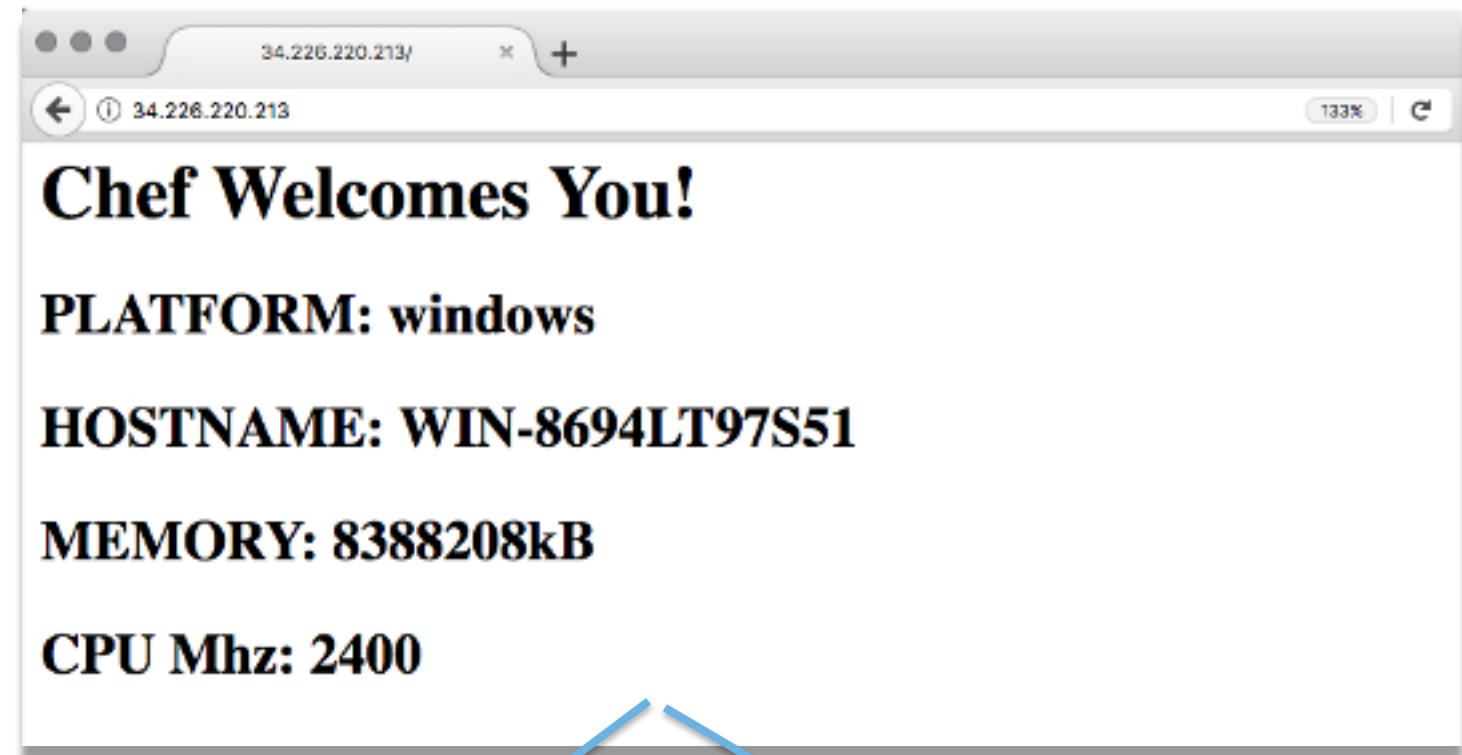 34.226.220.213/
34.226.220.213
133%
Chef Welcomes You!
PLATFORM: windows
HOSTNAME: WIN-8694LT97S51
MEMORY: 8388208kB
CPU Mhz: 2400